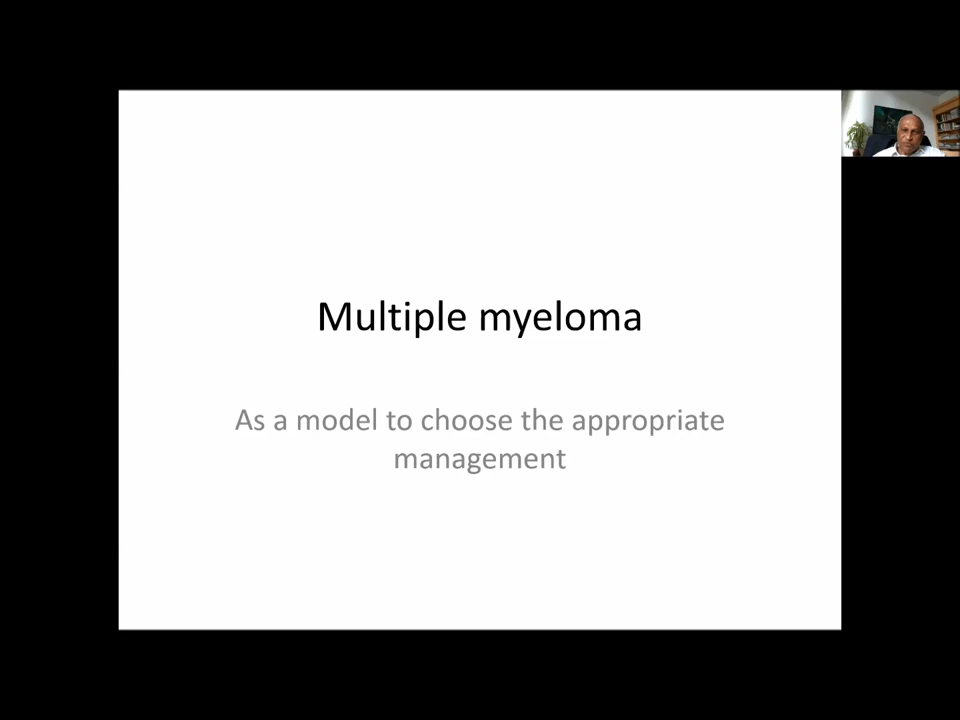 Multiple myeloma
As a model to choose the appropriate
management